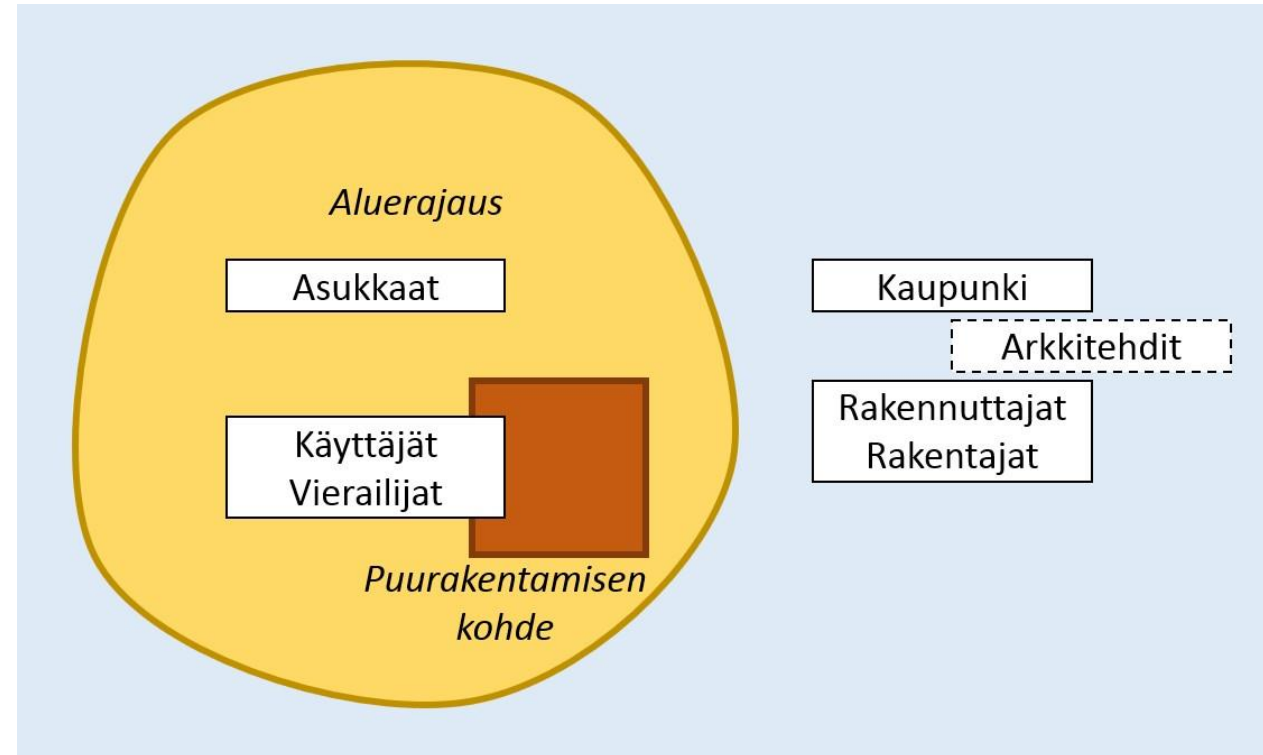 Aluerajaus
Asukkaat
Kaupunki
Arkkitehdit
Käyttäjät
Vierailijat
Rakennuttajat
Rakentajat
Puurakentamisen
kohde